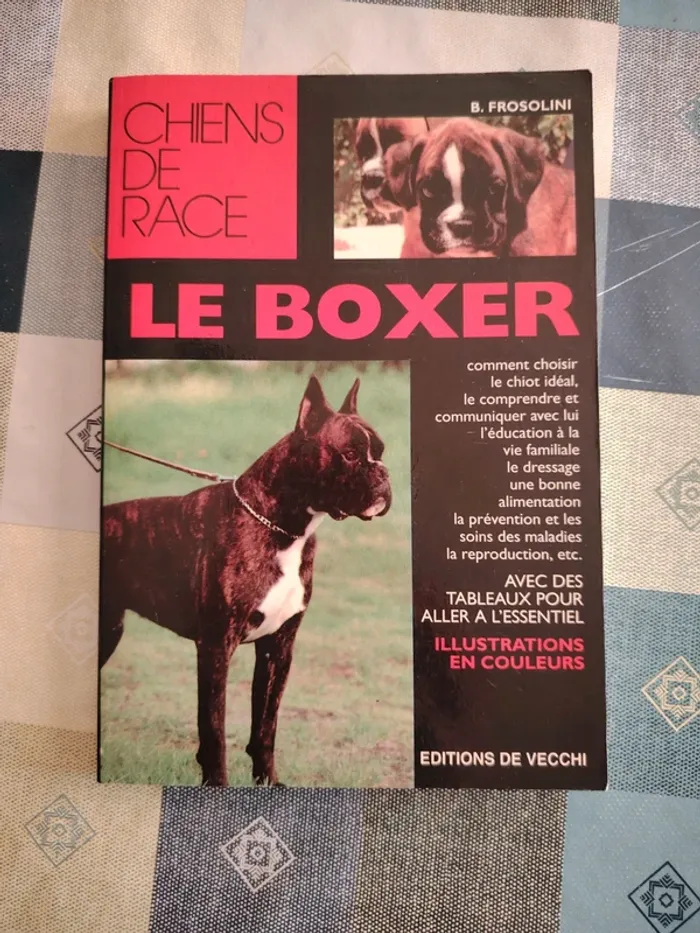 CHIENS
DE
RACE
B. FROSOLINI
LE BOXER
comment choisir
le chiot idéal,
le comprendre et
communiquer avec lui
l'éducation à la
vie familiale
le dressage
une bonne
alimentation
la prévention et les
soins des maladies
la reproduction, etc.
AVEC DES
TABLEAUX POUR
ALLER A L'ESSENTIEL
ILLUSTRATIONS
EN COULEURS
EDITIONS DE VECCHI